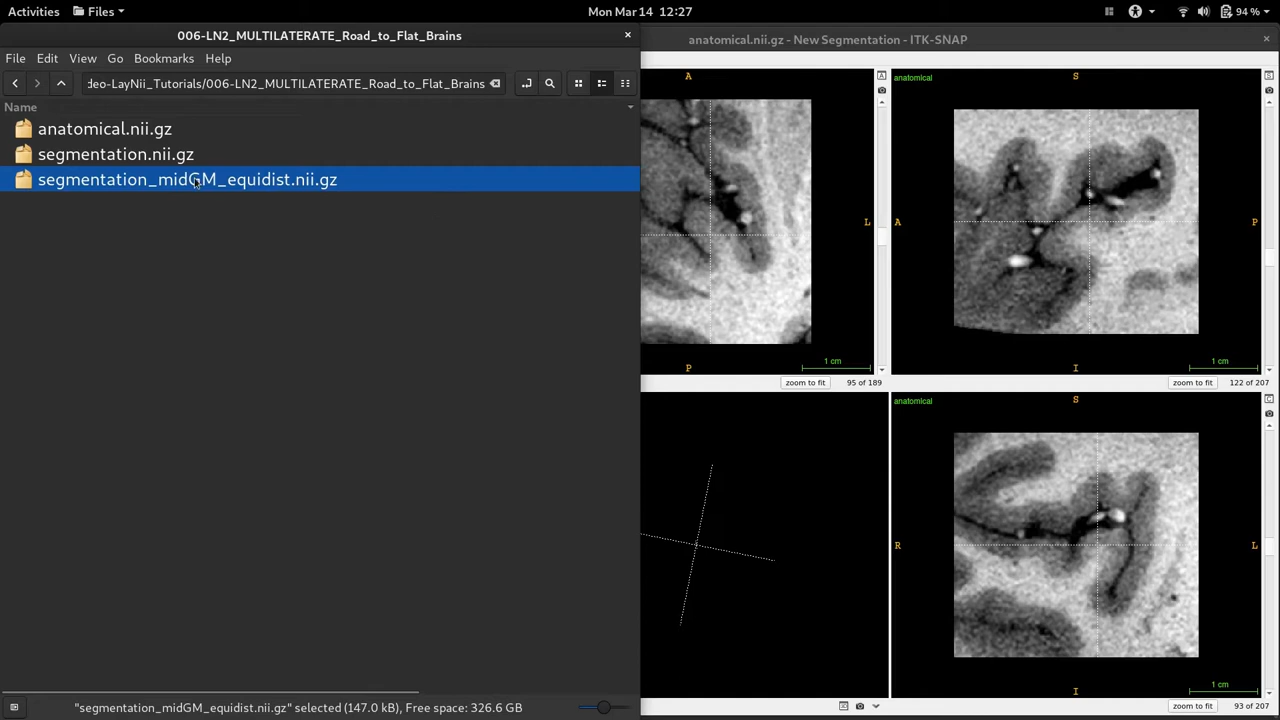 Activities Files Mon Mar 14 12:27 94 %
006-LN2_MULTILATERATE_Road_to_Flat_Brains
File Edit View Go Bookmarks Help
006-LN2_MULTILATERATE_Road_to_Flat_Brains
Name
anatomical.nii.gz
segmentation.nii.gz
segmentation_midGM_equidist.nii.gz
"segmentation_midGM_equidist.nii.gz" selected (147.0 kB), Free space: 326.6 GB
anatomical.nii.gz - New Segmentation - ITK-SNAP
A
L
1 cm
P
zoom to fit 95 of 189
A
anatomical
S
A
P
1 cm
I
zoom to fit 122 of 207
S
anatomical
S
R
L
1 cm
I
zoom to fit 93 of 207
C
3D